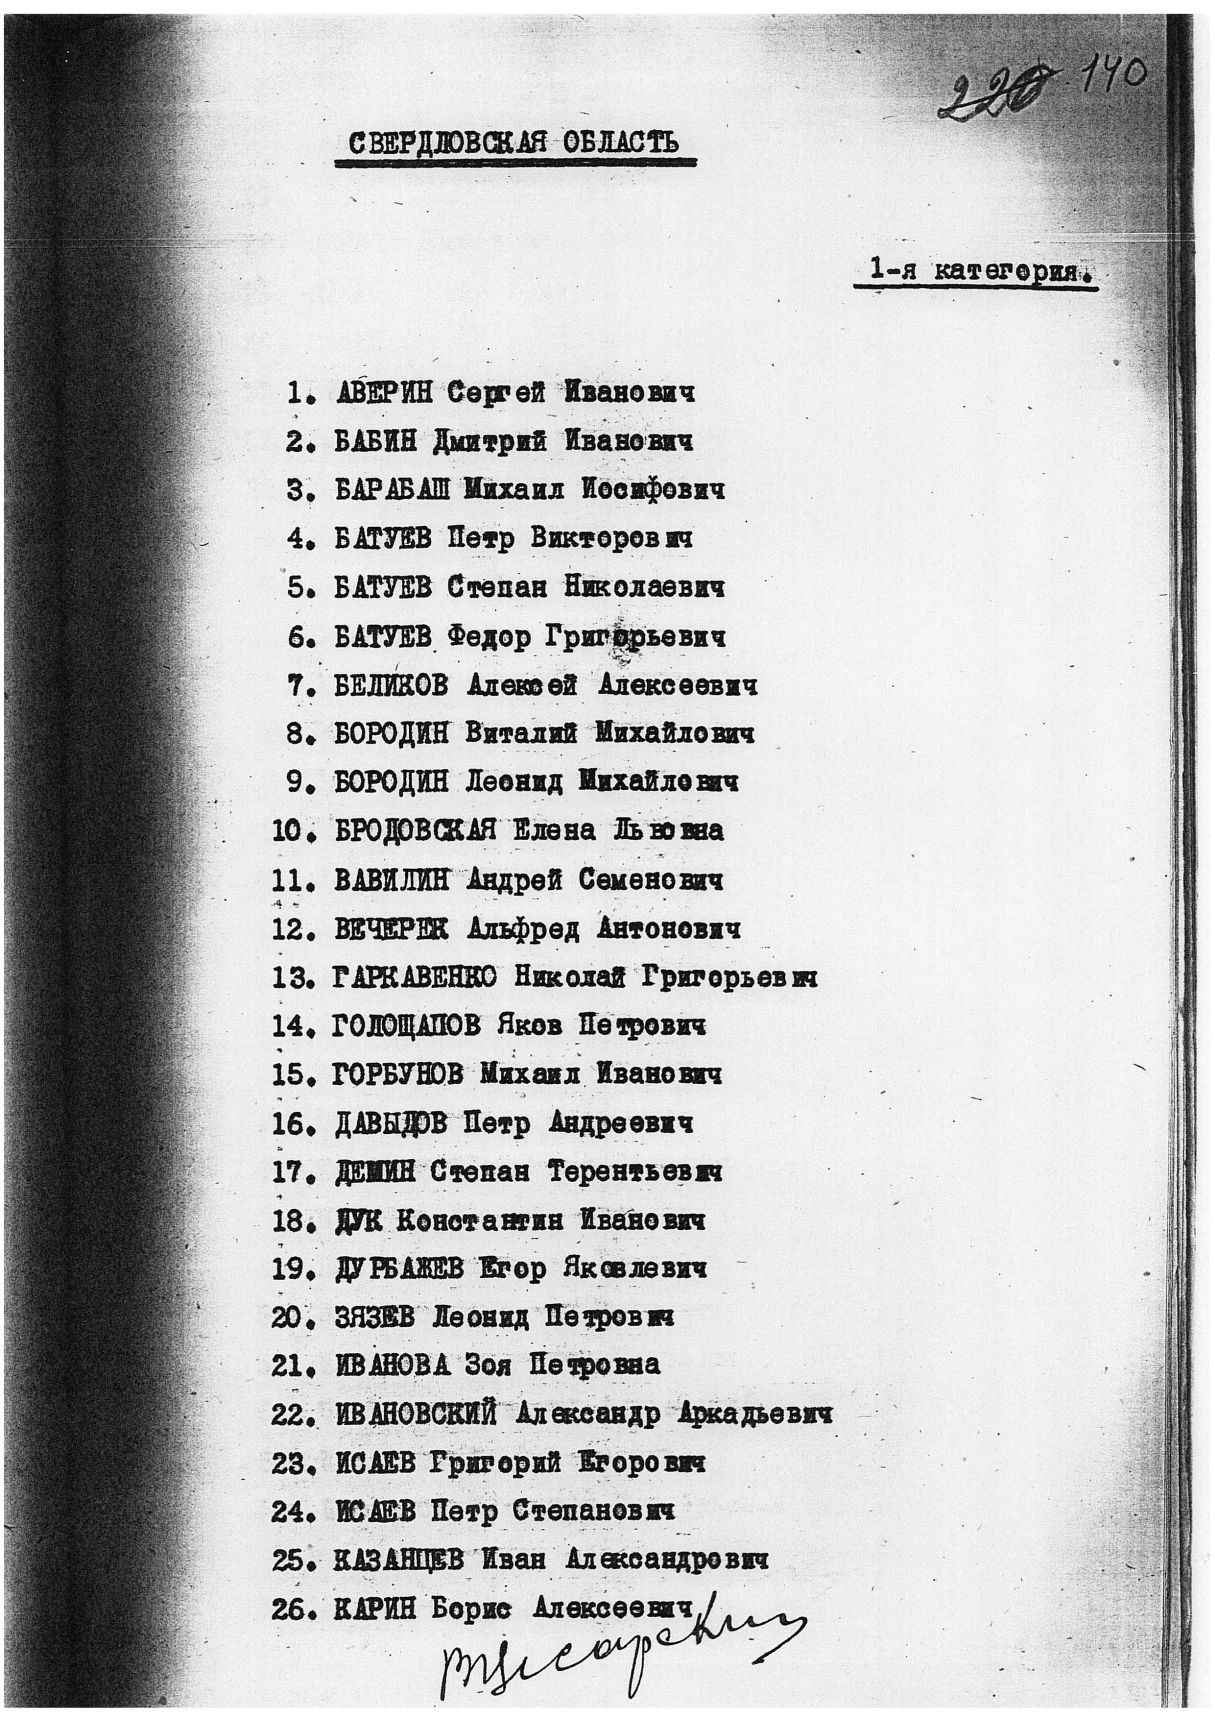 226 140
СВЕРДЛОВСКАЯ ОБЛАСТЬ
1-я категория.
1. АВЕРИН Сергей Иванович
2. БАБИН Дмитрий Иванович
3. БАРАБАШ Михаил Иосифович
4. БАТУЕВ Петр Викторович
5. БАТУЕВ Степан Николаевич
6. БАТУЕВ Федор Григорьевич
7. БЕЛИКОВ Алексей Алексеевич
8. БОРОДИН Виталий Михайлович
9. БОРОДИН Леонид Михайлович
10. БРОДОВСКАЯ Елена Львовна
11. ВАВИЛИН Андрей Семенович
12. ВЕЧЕРЕК Альфред Антонович
13. ГАРКАВЕНКО Николай Григорьевич
14. ГОЛОЩАПОВ Яков Петрович
15. ГОРБУНОВ Михаил Иванович
16. ДАВЫДОВ Петр Андреевич
17. ДЕМИН Степан Терентьевич
18. ДУК Константин Иванович
19. ДУРБАЖЕВ Егор Яковлевич
20. ЗЯЗЕВ Леонид Петрович
21. ИВАНОВА Зоя Петровна
22. ИВАНОВСКИЙ Александр Аркадьевич
23. ИСАЕВ Григорий Егорович
24. ИСАЕВ Петр Степанович
25. КАЗАНЦЕВ Иван Александрович
26. КАРИН Борис Алексеевич